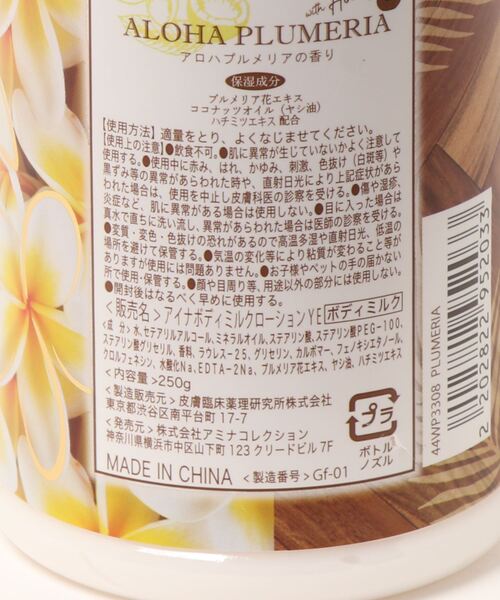 with Honey
ALOHA PLUMERIA
アロハプルメリアの香り
保湿成分
プルメリア花エキス
ココナッツオイル（ヤシ油）
ハチミツエキス 配合
【使用方法】適量をとり、よくなじませてください。
【使用上の注意】●飲食不可。●肌に異常が生じていないかよく注意して
使用する。●使用中に赤み、はれ、かゆみ、刺激、色抜け（白斑等）や
黒ずみ等の異常があらわれた時や、直射日光により上記症状があら
われた場合は、使用を中止し皮膚科医の診察を受ける。●傷や湿疹、
炎症など、肌に異常がある場合は使用しない。●目に入った場合は
真水で直ちに洗い流し、異常があらわれた場合は医師の診察を受ける。
●変質・変色・色抜けの恐れがあるので高温多湿や直射日光、低温の
場所を避けて保管する。●気温の変化等により粘質が変わること等が
ありますが使用には問題ありません。●お子様やペットの手の届かない
所で使用・保管する。●顔や目周り等、用途以外の部分には使用しない。
●開封後はなるべく早めに使用する。
＜販売名＞アイナボディミルクローションYE ボディミルク
＜成分＞水、セテアリルアルコール、ミネラルオイル、ステアリン酸、ステアリン酸PEG-100、
ステアリン酸グリセリル、香料、ラウレス-25、グリセリン、カルボマー、フェノキシエタノール、
クロルフェネシン、水酸化Na、EDTA-2Na、プルメリア花エキス、ヤシ油、ハチミツエキス
＜内容量＞250g
＜製造販売元＞皮膚臨床薬理研究所株式会社
東京都渋谷区南平台町 17-7
＜発売元＞株式会社アミナコレクション
神奈川県横浜市中区山下町 123 クリードビル 7F
MADE IN CHINA ＜製造番号＞Gf-01
プラ
ボトル
ノズル
44WP3308 PLUMERIA
2202822952033